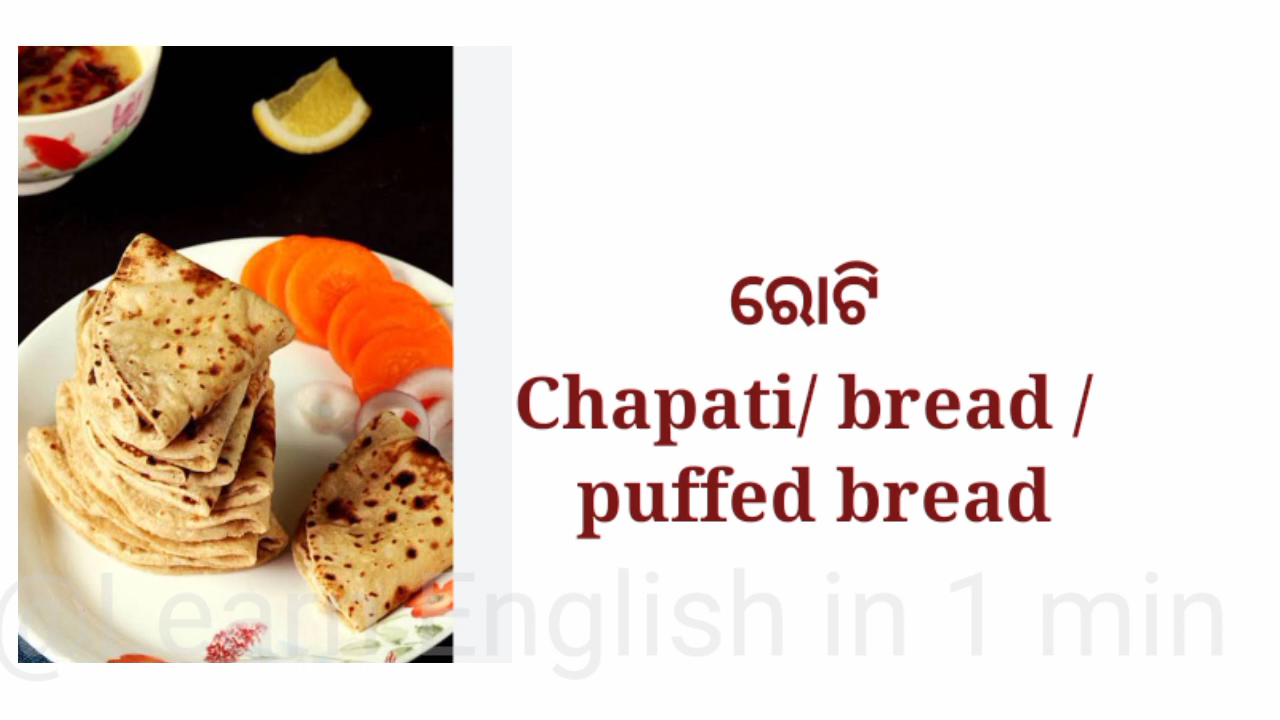 ରୋଟି
Chapati/ bread /
puffed bread
@Learn English in 1 min